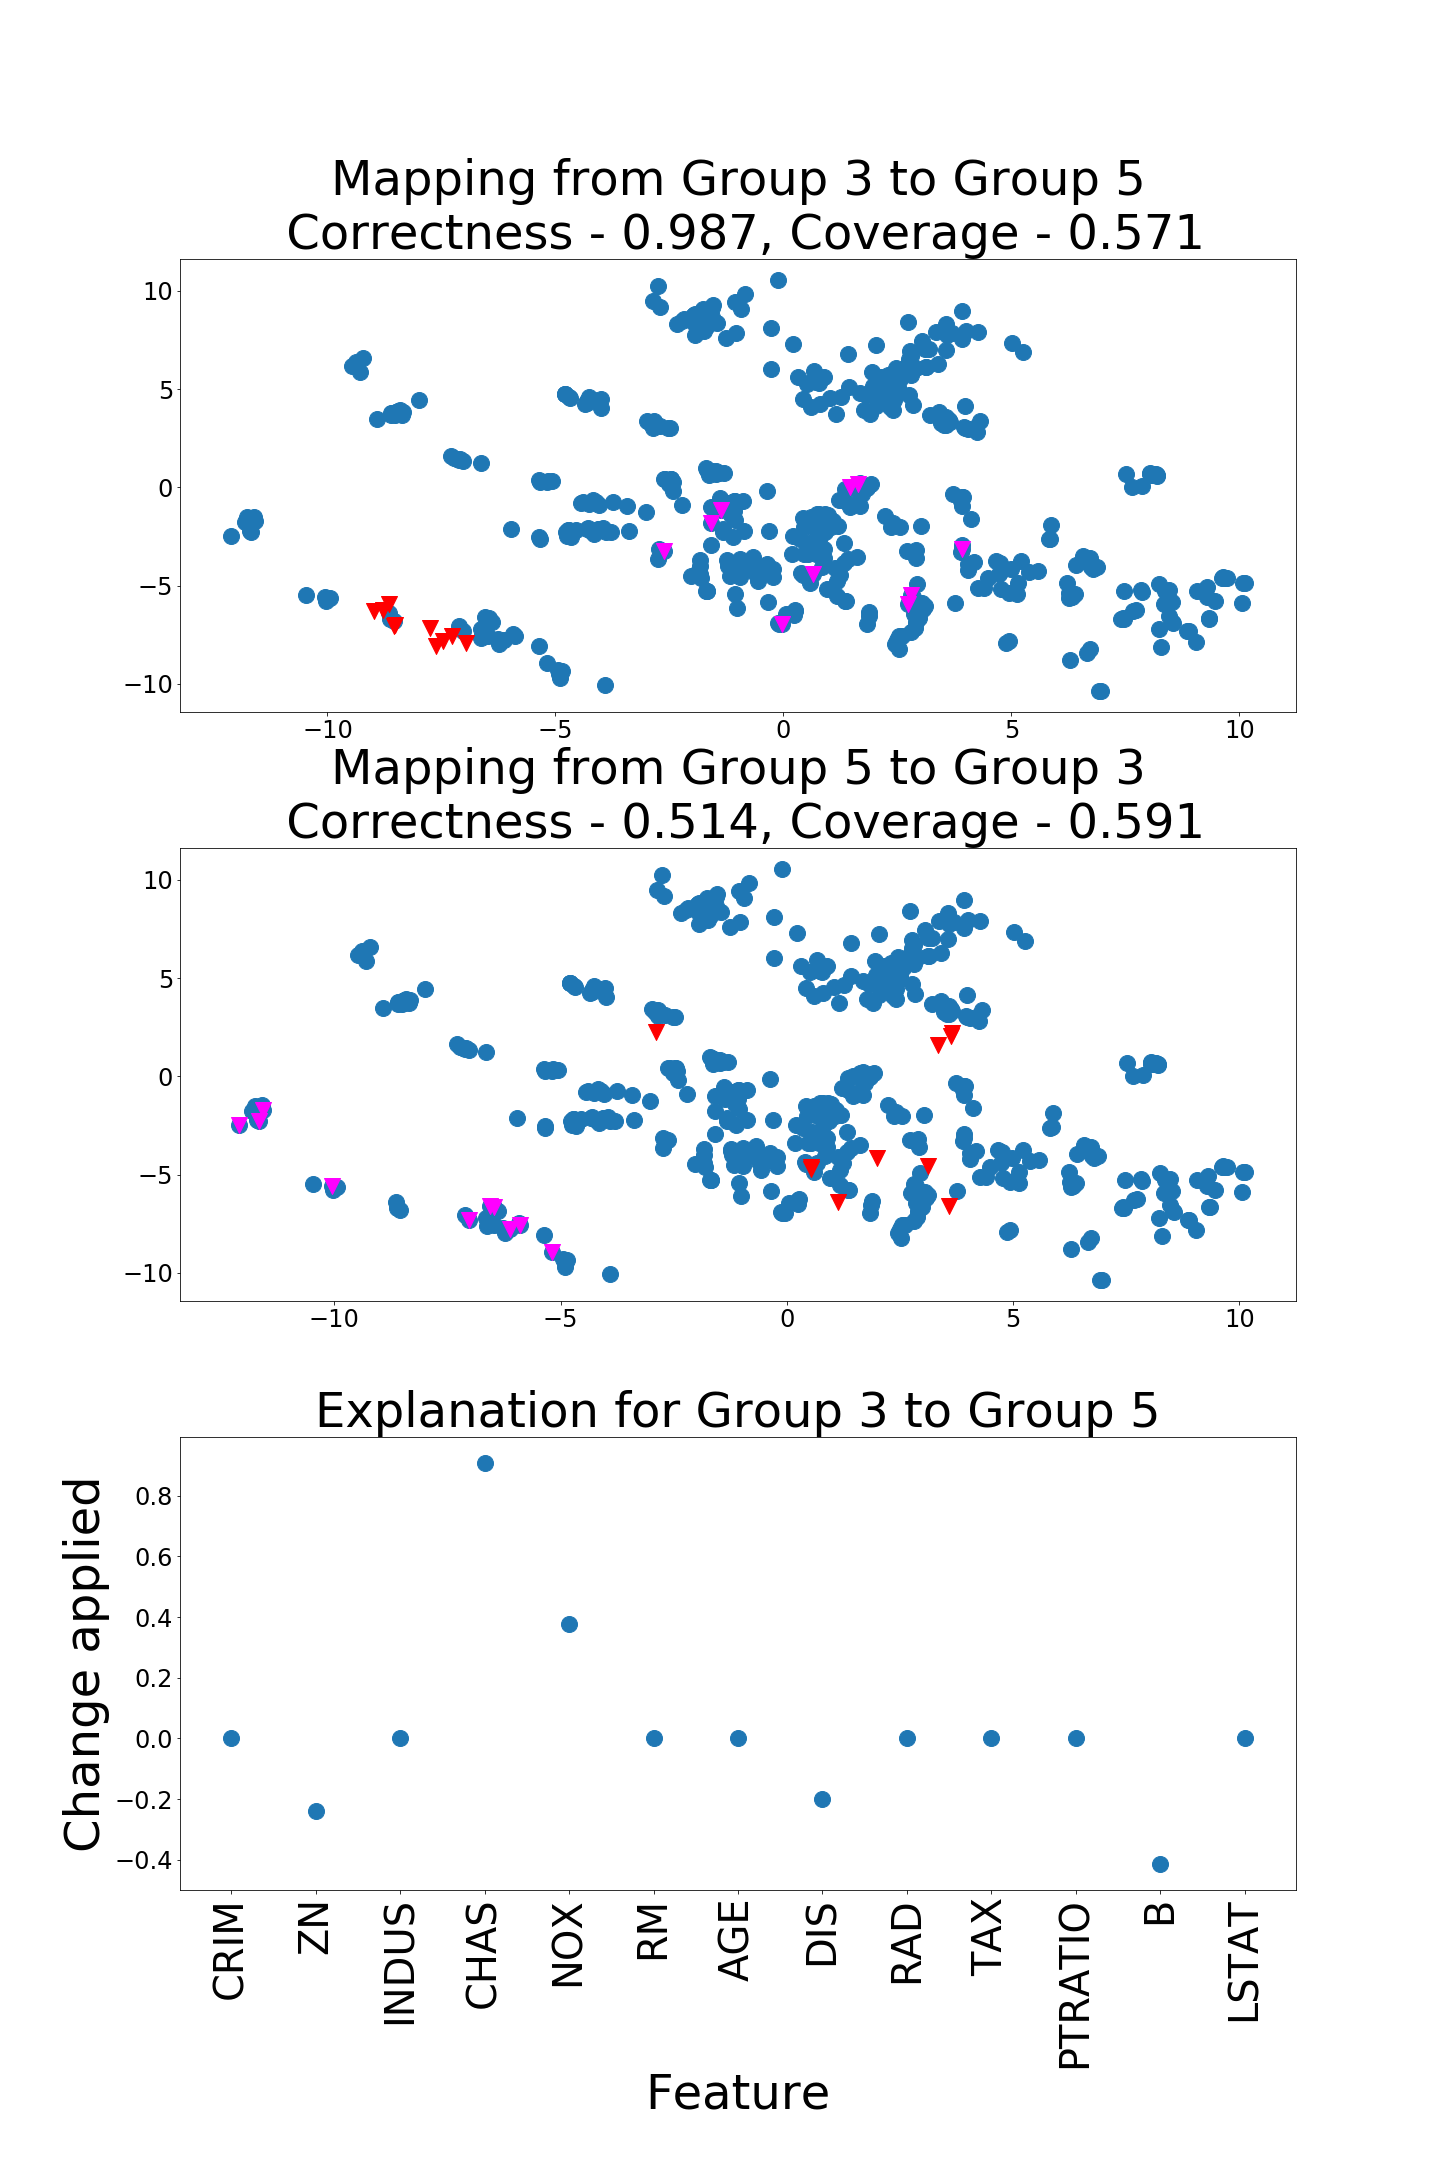 Mapping from Group 3 to Group 5
Correctness - 0.987, Coverage - 0.571
10
5
0
−5
−10
−10 −5 0 5 10
Mapping from Group 5 to Group 3
Correctness - 0.514, Coverage - 0.591
10
5
0
−5
−10
−10 −5 0 5 10
Explanation for Group 3 to Group 5
Change applied
0.8
0.6
0.4
0.2
0.0
−0.2
−0.4
CRIM
ZN
INDUS
CHAS
NOX
RM
AGE
DIS
RAD
TAX
PTRATIO
B
LSTAT
Feature